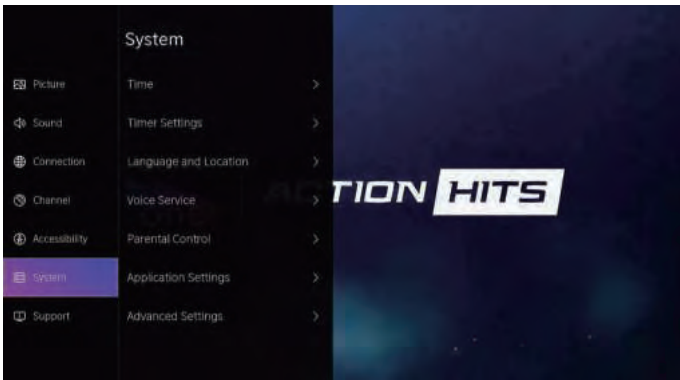 System
Picture
Time
Sound
Timer Settings
Connection
Language and Location
Channel
Voice Service
Accessibility
Parental Control
System
Application Settings
Support
Advanced Settings
ACTION HITS